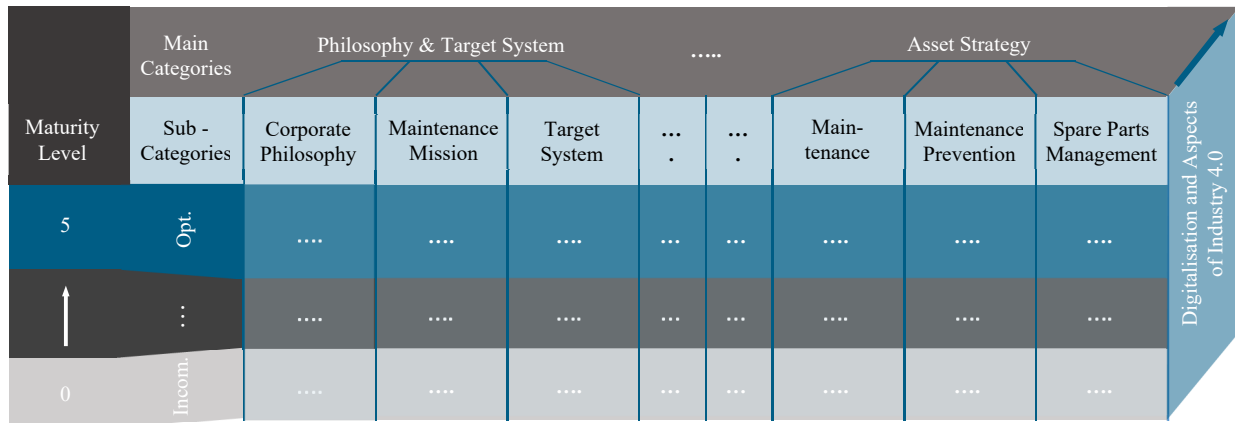 Main
Categories
Philosophy & Target System
.....
Asset Strategy
Maturity
Level
Sub -
Categories
Corporate
Philosophy
Maintenance
Mission
Target
System
...
.
...
.
Main-
tenance
Maintenance
Prevention
Spare Parts
Management
Digitalisation and Aspects
of Industry 4.0
5
Opt.
....
....
....
...
...
....
....
....
...
....
....
....
...
...
....
....
....
0
Incom.
....
....
....
...
...
....
....
....